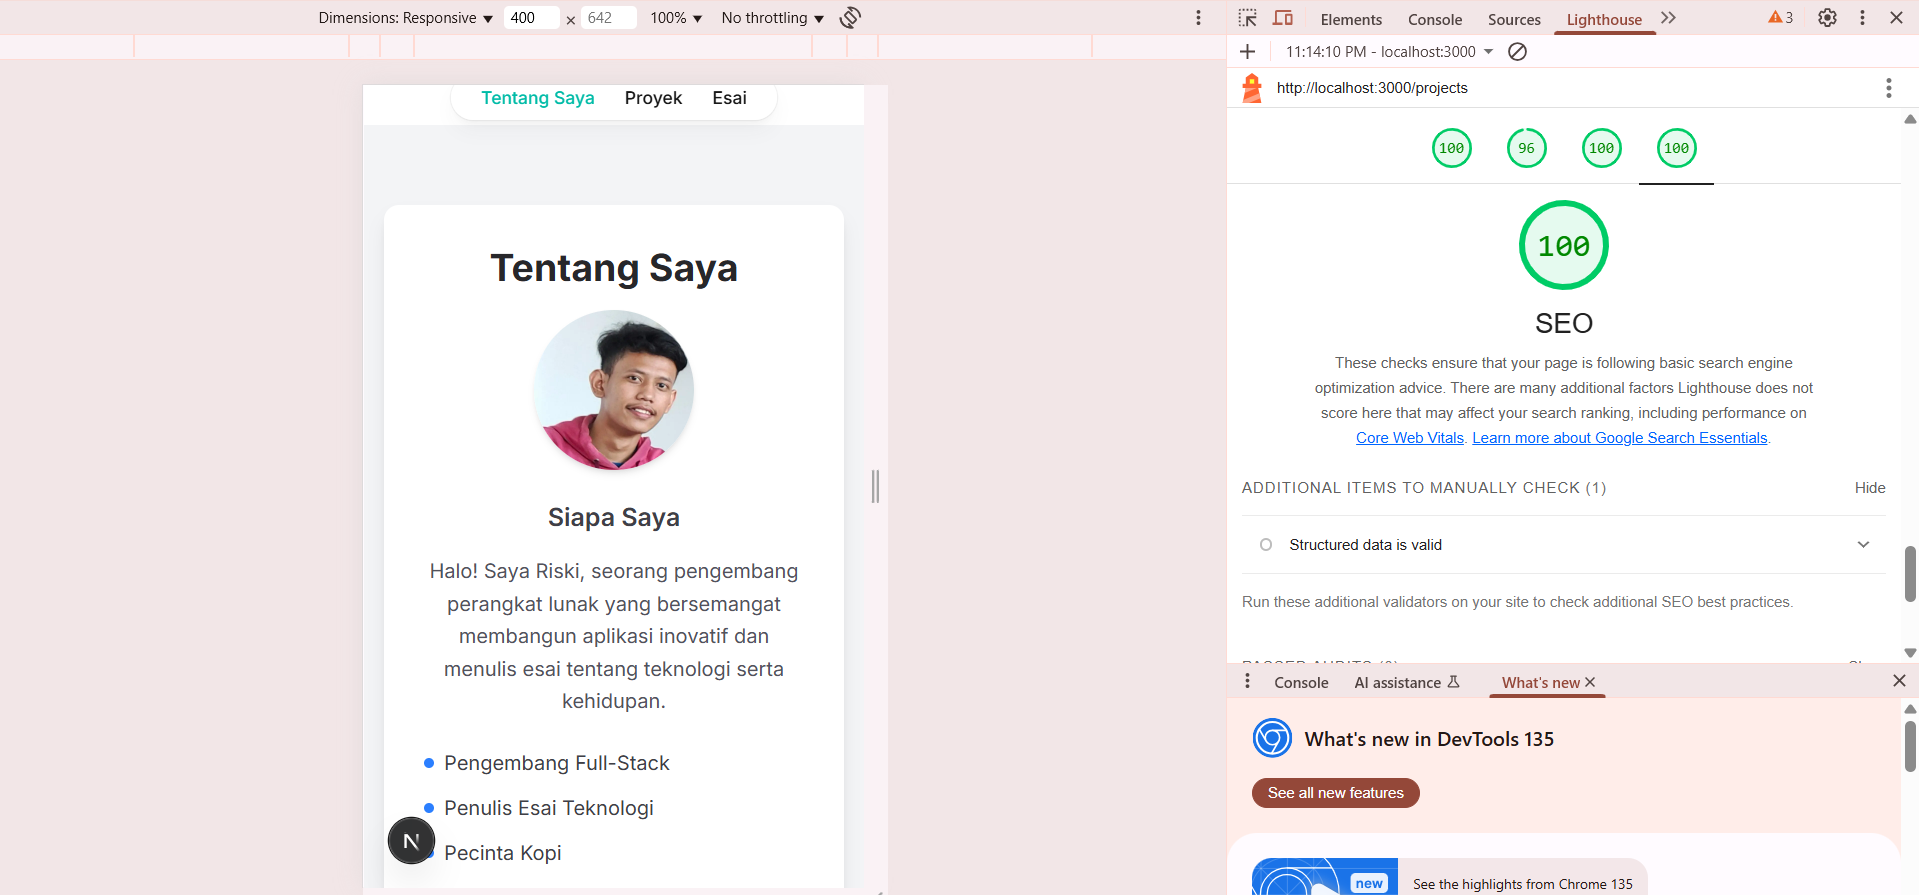 Dimensions: Responsive ▼ 400 × 642 100% ▼ No throttling ▼
Elements Console Sources Lighthouse 3
11:14:10 PM - localhost:3000
http://localhost:3000/projects
100 96 100 100
100
SEO
These checks ensure that your page is following basic search engine
optimization advice. There are many additional factors Lighthouse does not
score here that may affect your search ranking, including performance on
Core Web Vitals. Learn more about Google Search Essentials.
ADDITIONAL ITEMS TO MANUALLY CHECK (1) Hide
Structured data is valid
Run these additional validators on your site to check additional SEO best practices.
Console AI assistance What's new
What's new in DevTools 135
See all new features
new
See the highlights from Chrome 135
Tentang Saya Proyek Esai
Tentang Saya
Siapa Saya
Halo! Saya Riski, seorang pengembang
perangkat lunak yang bersemangat
membangun aplikasi inovatif dan
menulis esai tentang teknologi serta
kehidupan.
Pengembang Full-Stack
Penulis Esai Teknologi
Pecinta Kopi
N